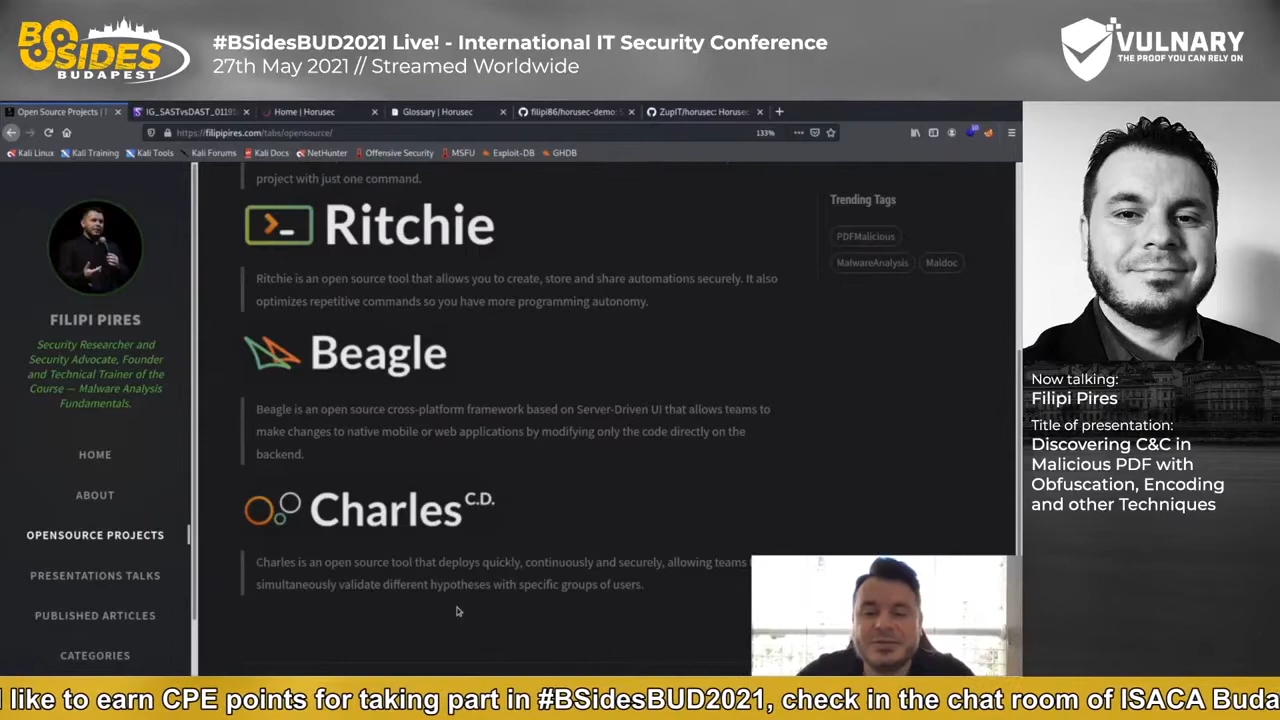 BSIDES
BUDAPEST
#BSidesBUD2021 Live! - International IT Security Conference
27th May 2021 // Streamed Worldwide
VULNARY
THE PROOF YOU CAN RELY ON
Open Source Projects |
IG_SASTvsDAST_0119
Home | Horusec
Glossary | Horusec
filipi86/horusec-demo:
ZupIT/horusec: Horusec
https://filipipires.com/tabs/opensource/
133%
Kali Linux
Kali Training
Kali Tools
Kali Forums
Kali Docs
NetHunter
Offensive Security
MSFU
Exploit-DB
GHDB
FILIPI PIRES
Security Researcher and
Security Advocate, Founder
and Technical Trainer of the
Course — Malware Analysis
Fundamentals.
HOME
ABOUT
OPENSOURCE PROJECTS
PRESENTATIONS TALKS
PUBLISHED ARTICLES
CATEGORIES
project with just one command.
Ritchie
Ritchie is an open source tool that allows you to create, store and share automations securely. It also
optimizes repetitive commands so you have more programming autonomy.
Beagle
Beagle is an open source cross-platform framework based on Server-Driven UI that allows teams to
make changes to native mobile or web applications by modifying only the code directly on the
backend.
Charles C.D.
Charles is an open source tool that deploys quickly, continuously and securely, allowing teams
simultaneously validate different hypotheses with specific groups of users.
Trending Tags
PDFMalicious
MalwareAnalysis
Maldoc
Now talking:
Filipi Pires
Title of presentation:
Discovering C&C in
Malicious PDF with
Obfuscation, Encoding
and other Techniques
like to earn CPE points for taking part in #BSidesBUD2021, check in the chat room of ISACA Buda